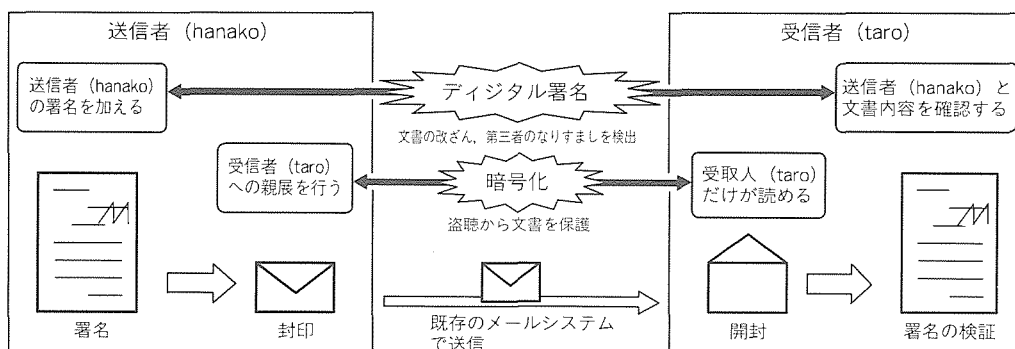 送信者 (hanako)
受信者 (taro)
送信者 (hanako)
の署名を加える
ディジタル署名
送信者 (hanako) と
文書内容を確認する
文書の改ざん，第三者のなりすましを検出
受信者 (taro)
への親展を行う
暗号化
受取人 (taro)
だけが読める
盗聴から文書を保護
署名
封印
既存のメールシステム
で送信
開封
署名の検証